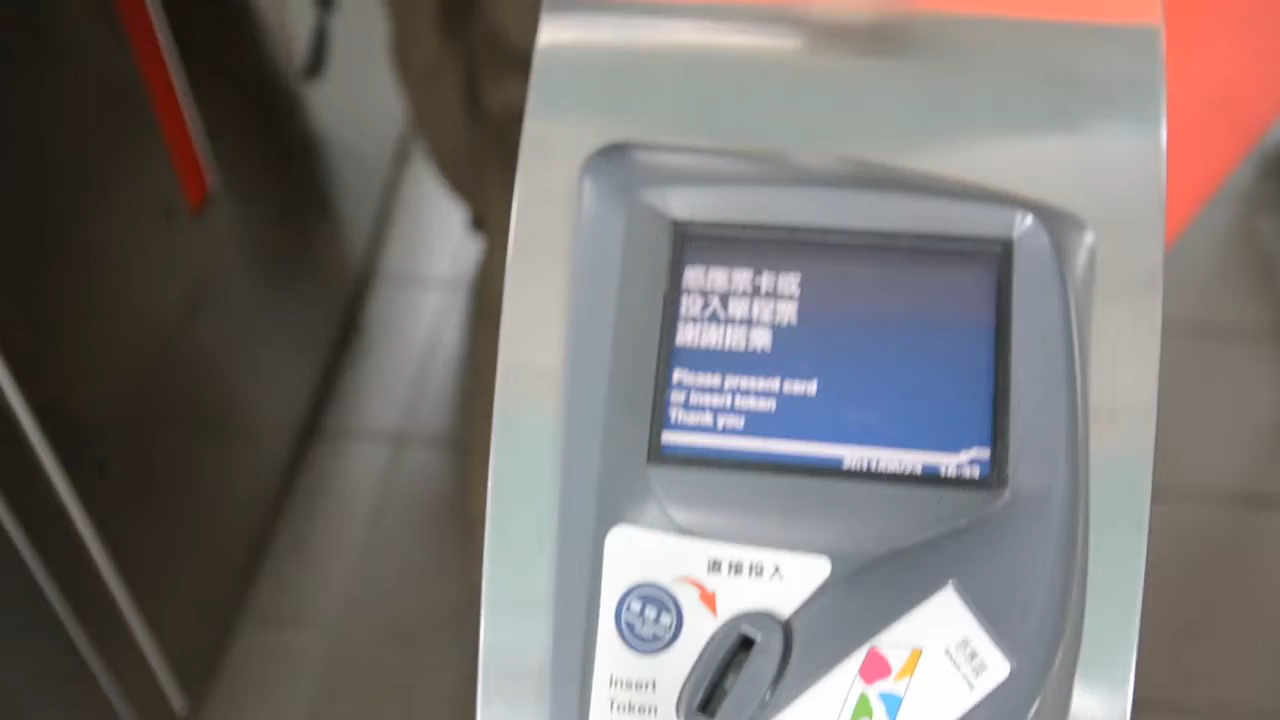 感應票卡或
投入單程票
謝謝搭乘
Please present card
or insert token
Thank you
直接投入
Insert
Token